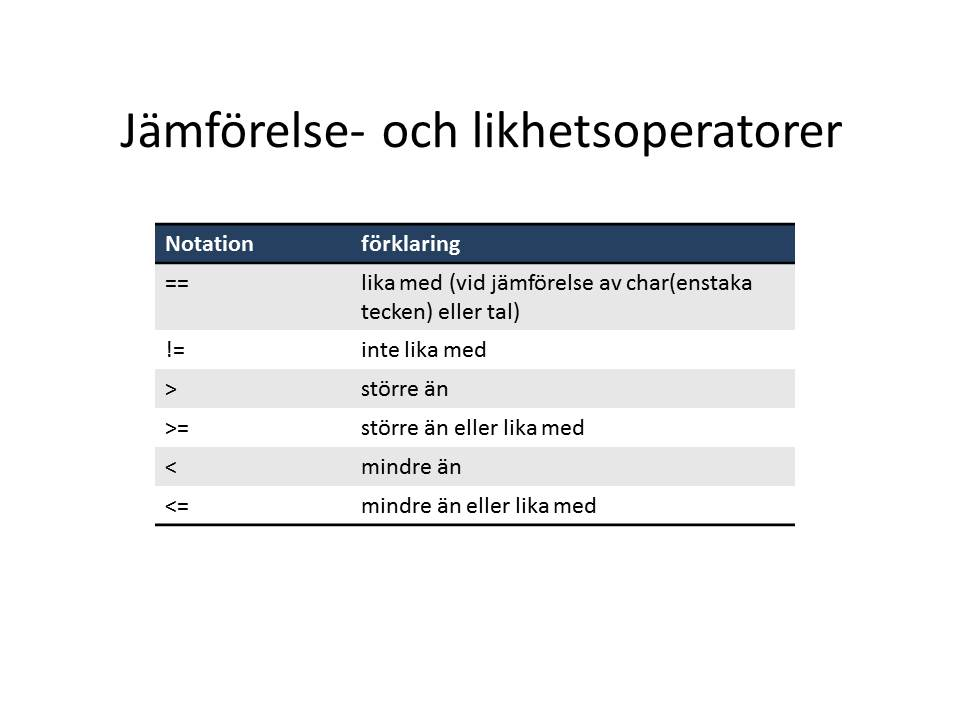 Jämförelse- och likhetsoperatorer
Notation förklaring
== lika med (vid jämförelse av char(enstaka
tecken) eller tal)
!= inte lika med
> större än
>= större än eller lika med
< mindre än
<= mindre än eller lika med